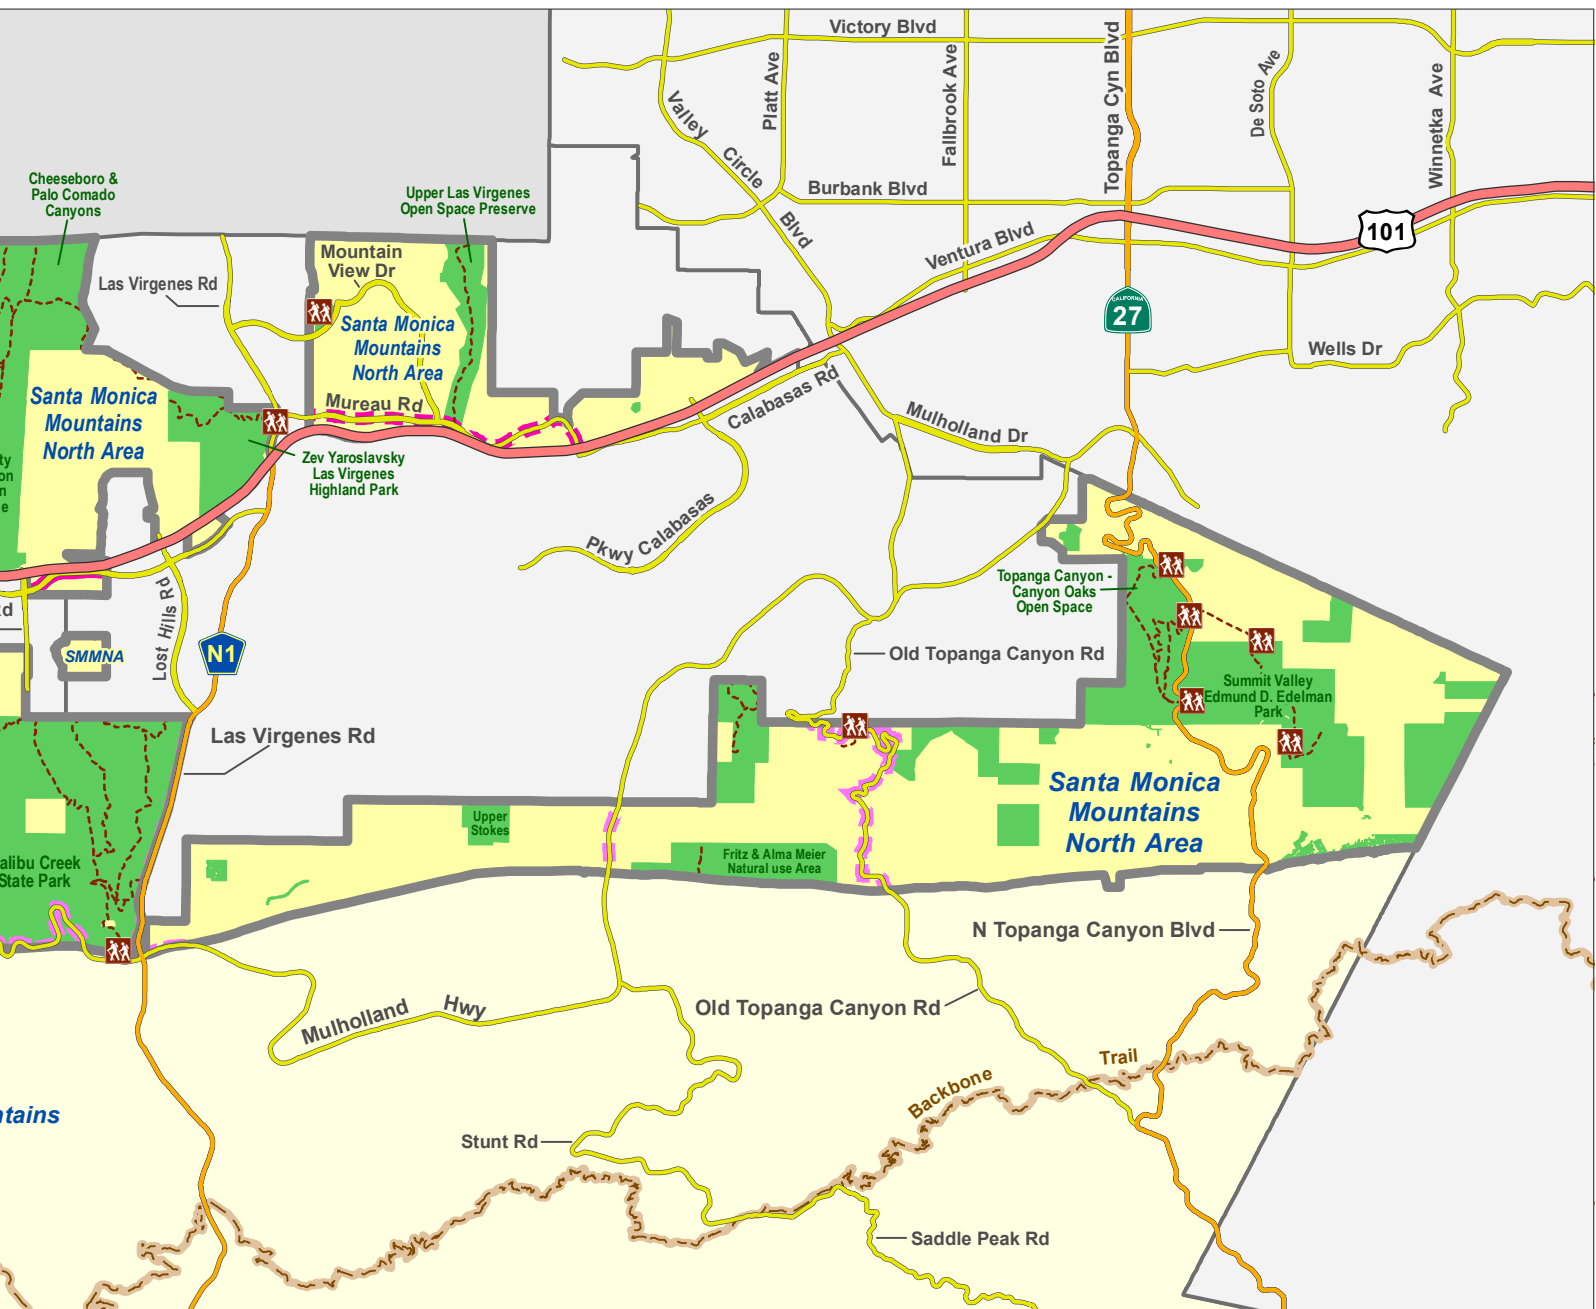 Victory Blvd
Platt Ave
Fallbrook Ave
Topanga Cyn Blvd
De Soto Ave
Winnetka Ave
Valley Circle Blvd
Burbank Blvd
Cheeseboro &
Palo Comado
Canyons
Upper Las Virgenes
Open Space Preserve
Ventura Blvd
101
Mountain
View Dr
Las Virgenes Rd
CALIFORNIA
27
Santa Monica
Mountains
North Area
Wells Dr
Santa Monica
Mountains
North Area
Mureau Rd
Calabasas Rd
Mulholland Dr
Zev Yaroslavsky
Las Virgenes
Highland Park
ty
on
n
e
Pkwy Calabasas
Topanga Canyon -
Canyon Oaks
Open Space
Rd
Lost Hills Rd
SMMNA
N1
Old Topanga Canyon Rd
Summit Valley
Edmund D. Edelman
Park
Las Virgenes Rd
Santa Monica
Mountains
North Area
Upper
Stokes
Fritz & Alma Meier
Natural use Area
alibu Creek
State Park
N Topanga Canyon Blvd
Mulholland Hwy
Old Topanga Canyon Rd
Backbone Trail
ntains
Stunt Rd
Saddle Peak Rd